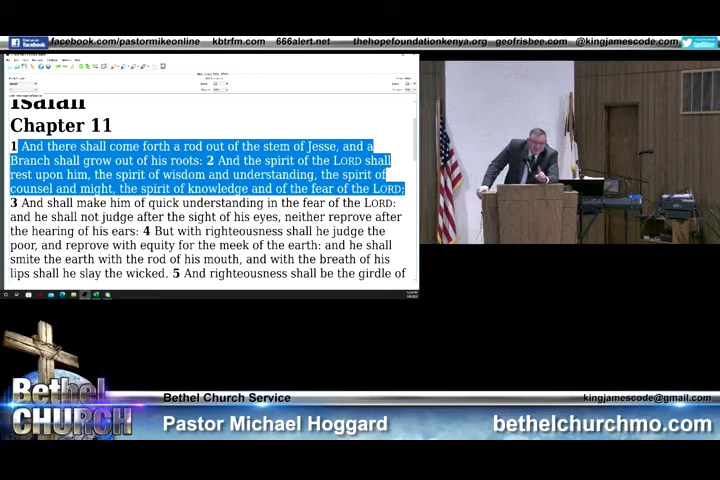 facebook.com/pastormikeonline kbtrfm.com 666alert.net thehopefoundationkenya.org geofrisbee.com @kingjamescode.com
Isaiah
Chapter 11
1 And there shall come forth a rod out of the stem of Jesse, and a
Branch shall grow out of his roots: 2 And the spirit of the LORD shall
rest upon him, the spirit of wisdom and understanding, the spirit of
counsel and might, the spirit of knowledge and of the fear of the LORD;
3 And shall make him of quick understanding in the fear of the LORD:
and he shall not judge after the sight of his eyes, neither reprove after
the hearing of his ears: 4 But with righteousness shall he judge the
poor, and reprove with equity for the meek of the earth: and he shall
smite the earth with the rod of his mouth, and with the breath of his
lips shall he slay the wicked. 5 And righteousness shall be the girdle of
Bethel
CHURCH
Bethel Church Service kingjamescode@gmail.com
Pastor Michael Hoggard bethelchurchmo.com